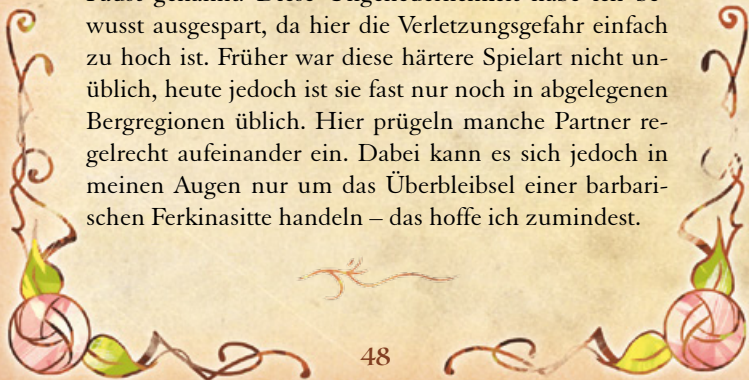 wusst ausgespart, da hier die Verletzungsgefahr einfach
zu hoch ist. Früher war diese härtere Spielart nicht un-
üblich, heute jedoch ist sie fast nur noch in abgelegenen
Bergregionen üblich. Hier prügeln manche Partner re-
gelrecht aufeinander ein. Dabei kann es sich jedoch in
meinen Augen nur um das Überbleibsel einer barbari-
schen Ferkinasitte handeln – das hoffe ich zumindest.
48